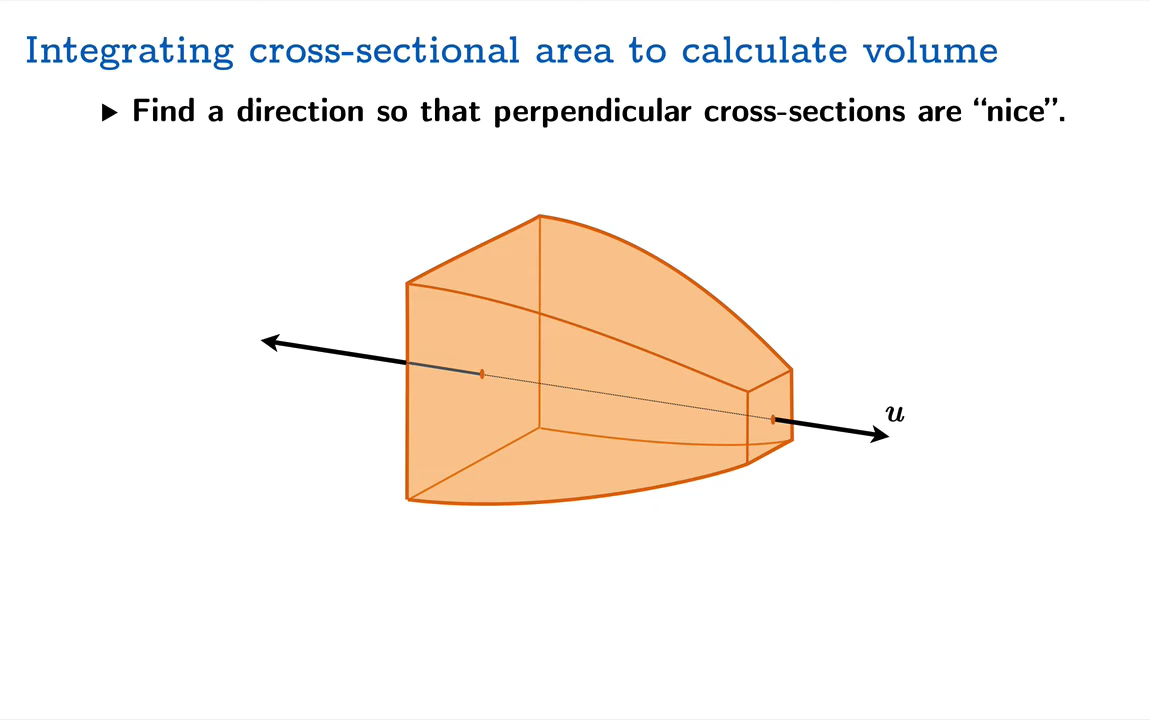 Integrating cross-sectional area to calculate volume
▶ Find a direction so that perpendicular cross-sections are “nice”.
u